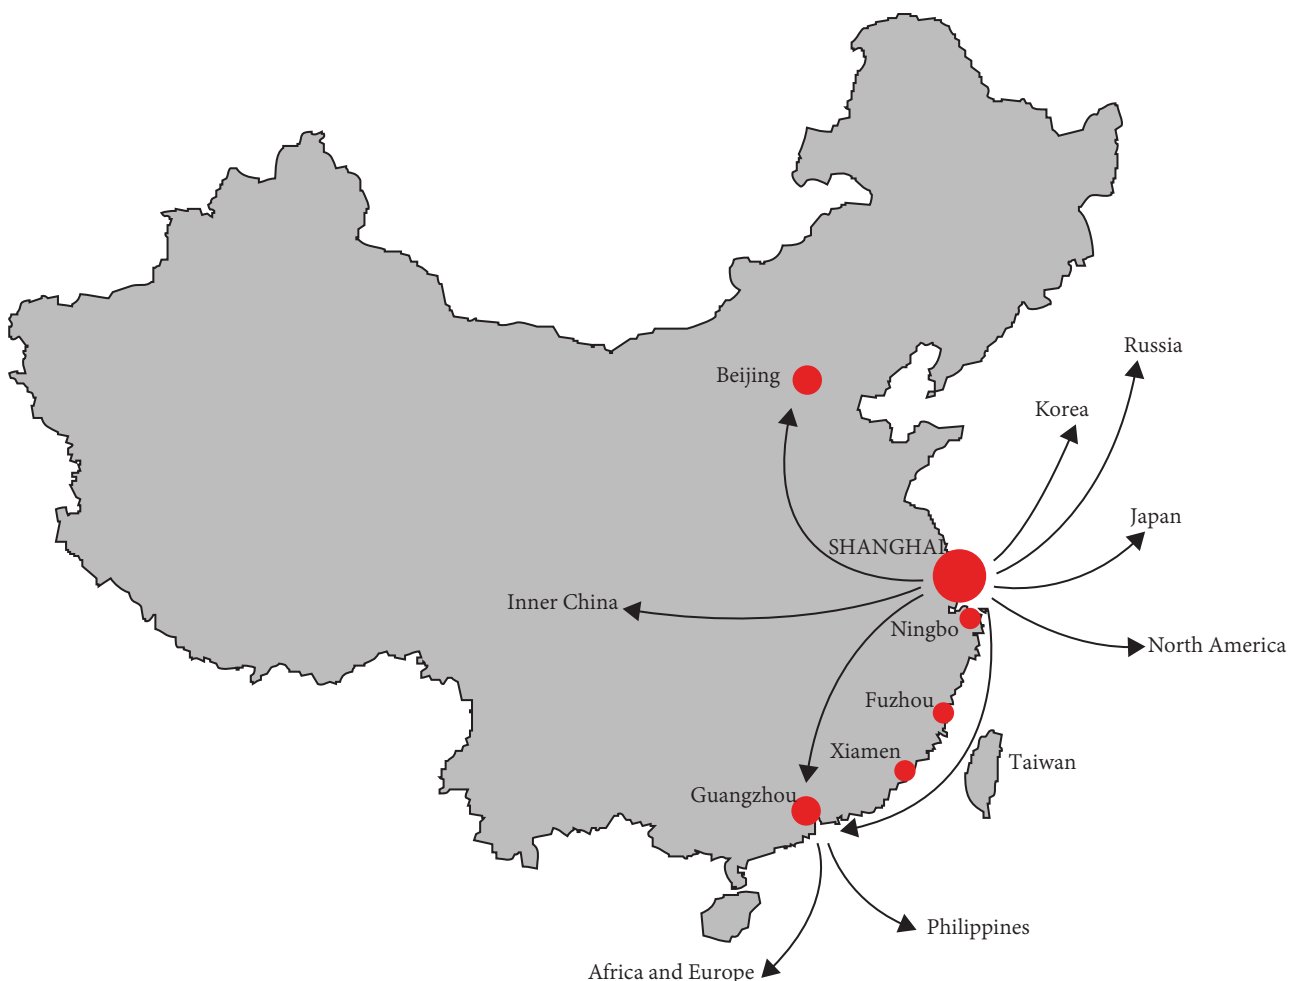 Russia
Beijing
Korea
Japan
SHANGHAI
Inner China
Ningbo
North America
Fuzhou
Xiamen
Taiwan
Guangzhou
Philippines
Africa and Europe